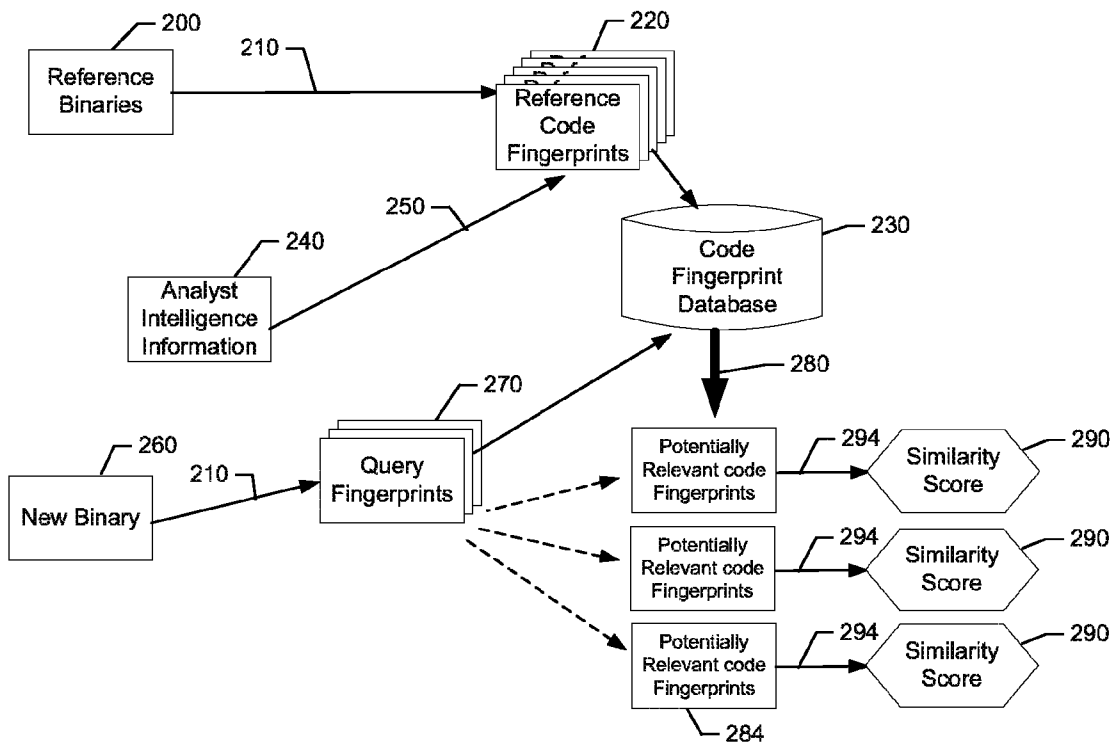 200
210
220
Reference
Binaries
Reference
Code
Fingerprints
250
240
230
Analyst
Intelligence
Information
Code
Fingerprint
Database
280
270
260
210
New Binary
Query
Fingerprints
Potentially
Relevant code
Fingerprints
294
Similarity
Score
290
Potentially
Relevant code
Fingerprints
294
Similarity
Score
290
Potentially
Relevant code
Fingerprints
294
Similarity
Score
290
284